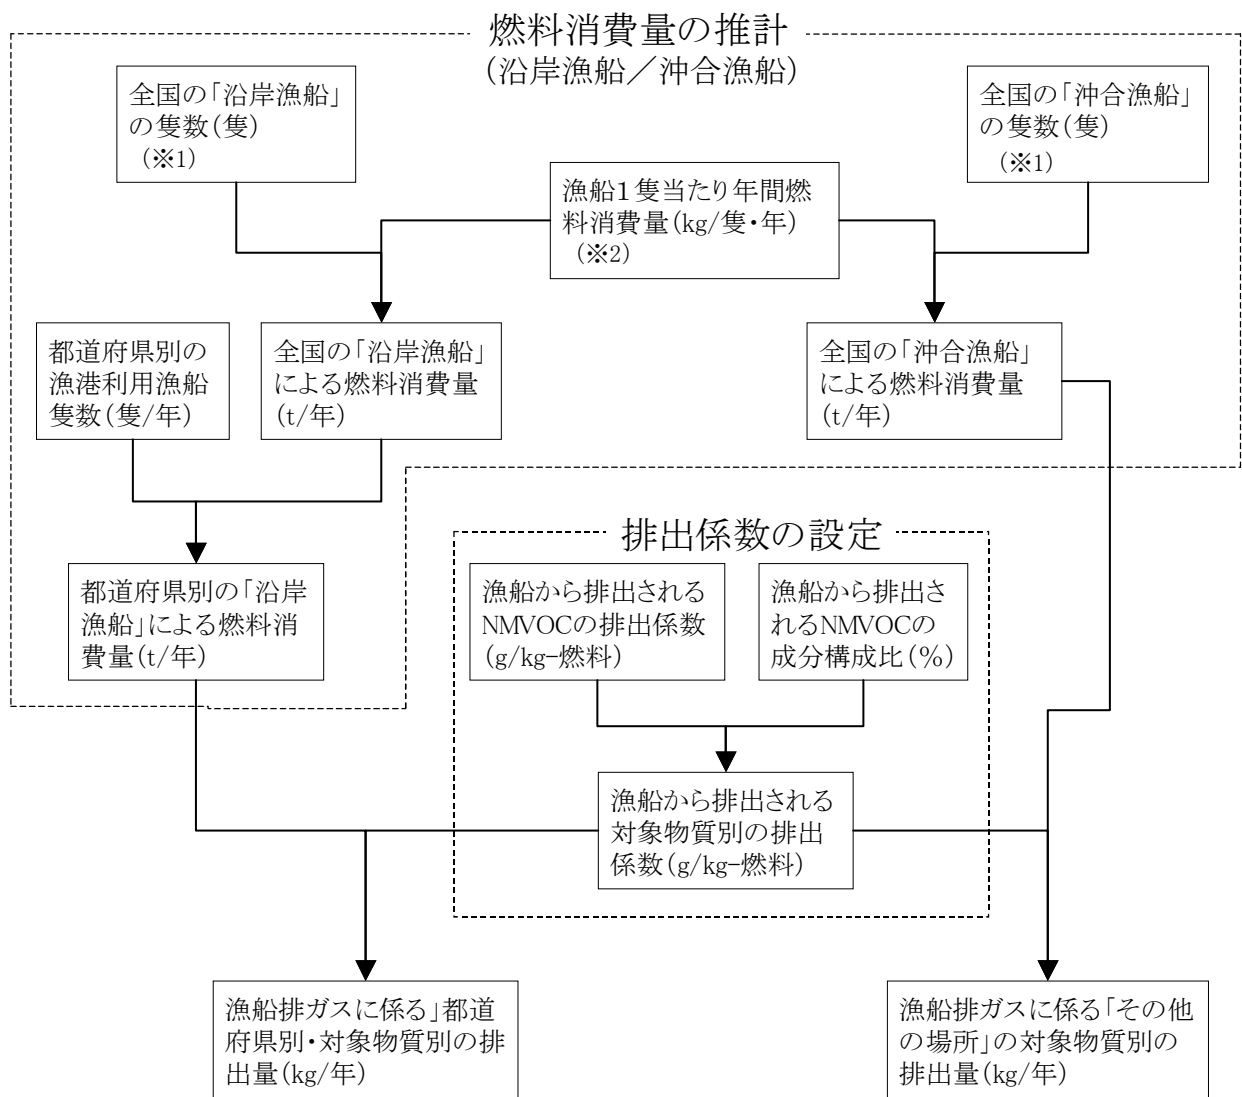 燃料消費量の推計
(沿岸漁船／沖合漁船)
全国の「沿岸漁船」
の隻数(隻)
(※1)
全国の「沖合漁船」
の隻数(隻)
(※1)
漁船1隻当たり年間燃
料消費量(kg/隻・年)
(※2)
都道府県別の
漁港利用漁船
隻数(隻/年)
全国の「沿岸漁船」
による燃料消費量
(t/年)
全国の「沖合漁船」
による燃料消費量
(t/年)
排出係数の設定
都道府県別の「沿岸
漁船」による燃料消
費量(t/年)
漁船から排出される
NMVOCの排出係数
(g/kg-燃料)
漁船から排出さ
れるNMVOCの
成分構成比(%)
漁船から排出される
対象物質別の排出
係数(g/kg-燃料)
漁船排ガスに係る」都道
府県別・対象物質別の排
出量(kg/年)
漁船排ガスに係る「その他
の場所」の対象物質別の
排出量(kg/年)